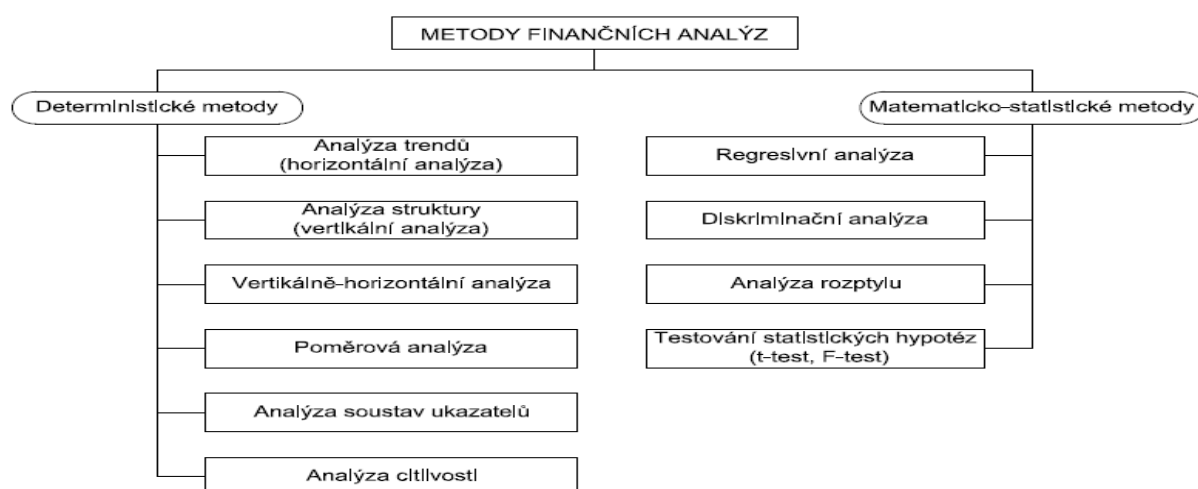 METODY FINANČNÍCH ANALÝZ
Deterministické metody
Analýza trendů
(horizontální analýza)
Analýza struktury
(vertikální analýza)
Vertikálně-horizontální analýza
Poměrová analýza
Analýza soustav ukazatelů
Analýza citlivosti
Matematicko-statistické metody
Regresivní analýza
Diskriminační analýza
Analýza rozptylu
Testování statistických hypotéz
(t-test, F-test)